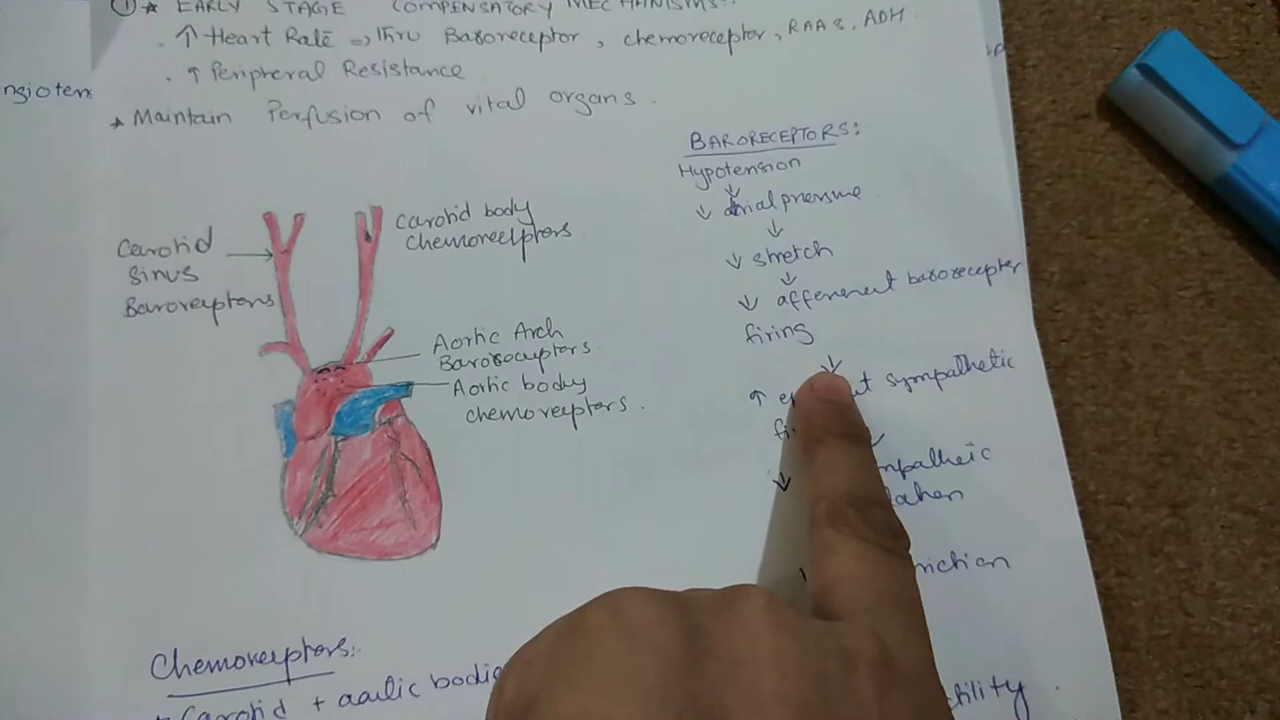 ① * EARLY STAGE COMPENSATORY MECHANISMS:
. ↑ Heart Rate => Thru Baroreceptor, chemoreceptor, RAAS, ADH
. ↑ Peripheral Resistance
ngioten
* Maintain Perfusion of vital organs.
BARORECEPTORS:
Hypotension
↓
↓ atrial pressure
↓
↓ stretch
↓
↓ afferent baroreceptor
firing
↓
↑ sympathetic
↓
Carotid
sinus
Baroreceptors
Carotid body
chemoreceptors
Aortic Arch
Baroreceptors
Aortic body
chemoreceptors.
Chemoreceptors:
Carotid + aortic